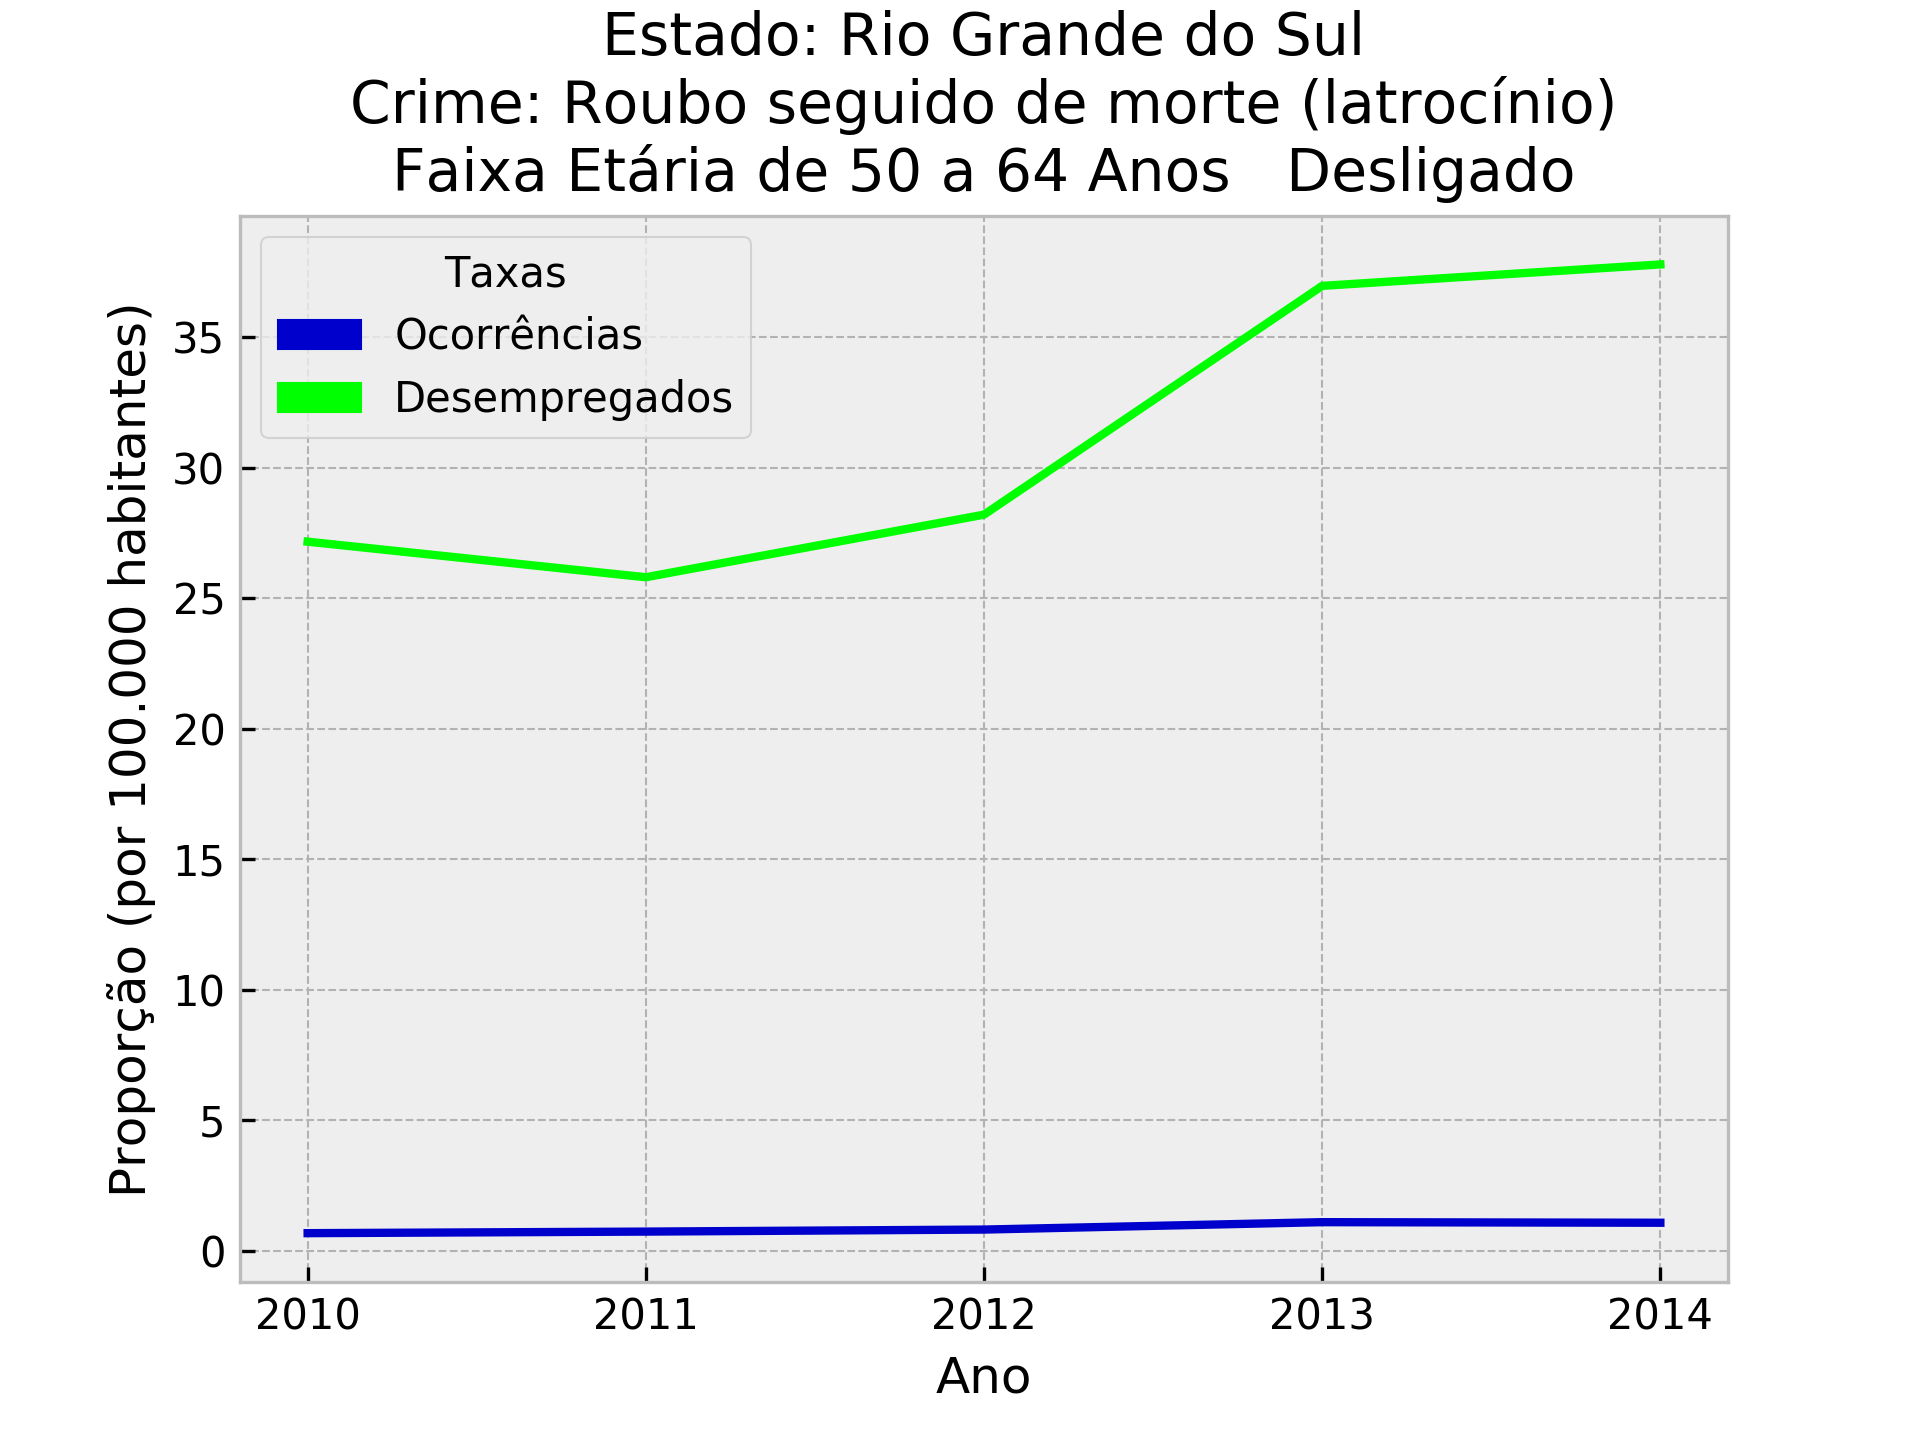 Estado: Rio Grande do Sul
Crime: Roubo seguido de morte (latrocínio)
Faixa Etária de 50 a 64 Anos   Desligado
Taxas
Ocorrências
Desempregados
Proporção (por 100.000 habitantes)
35
30
25
20
15
10
5
0
2010 2011 2012 2013 2014
Ano